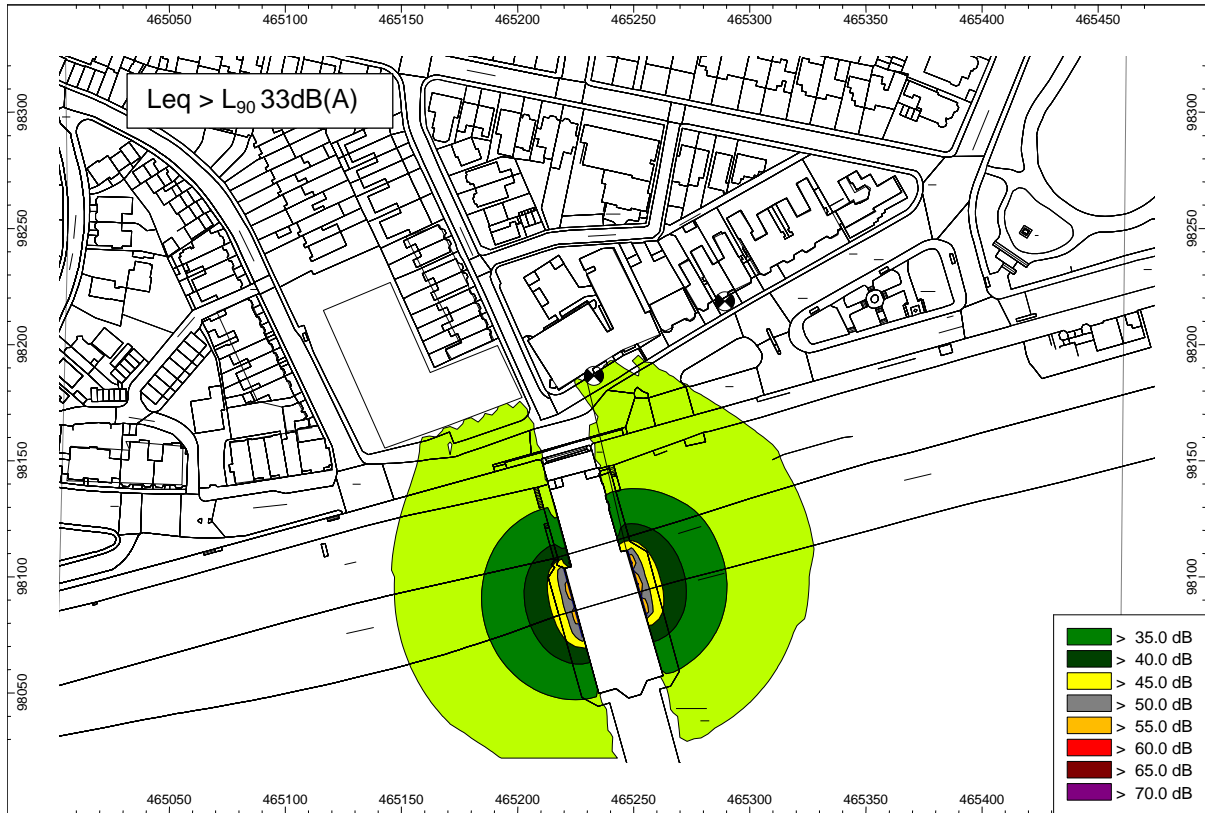 465050 465100 465150 465200 465250 465300 465350 465400 465450
Leq > L90 33dB(A)
98300 98300
98250 98250
98200 98200
98150 98150
98100 98100
98050 98050
> 35.0 dB
> 40.0 dB
> 45.0 dB
> 50.0 dB
> 55.0 dB
> 60.0 dB
> 65.0 dB
> 70.0 dB
465050 465100 465150 465200 465250 465300 465350 465400